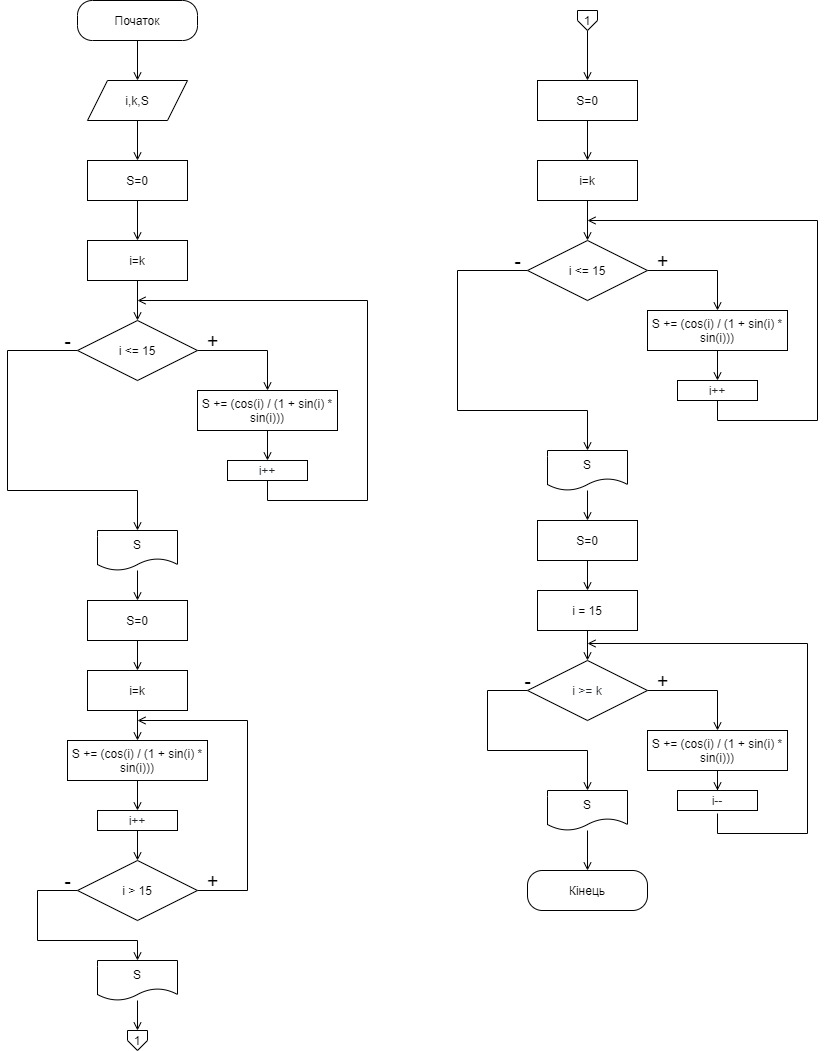 Початок
i,k,S
S=0
i=k
i <= 15
-
+
S += (cos(i) / (1 + sin(i) *
sin(i)))
i++
S
S=0
i=k
S += (cos(i) / (1 + sin(i) *
sin(i)))
i++
i > 15
-
+
S
1
1
S=0
i=k
i <= 15
-
+
S += (cos(i) / (1 + sin(i) *
sin(i)))
i++
S
S=0
i = 15
i >= k
-
+
S += (cos(i) / (1 + sin(i) *
sin(i)))
i--
S
Кінець